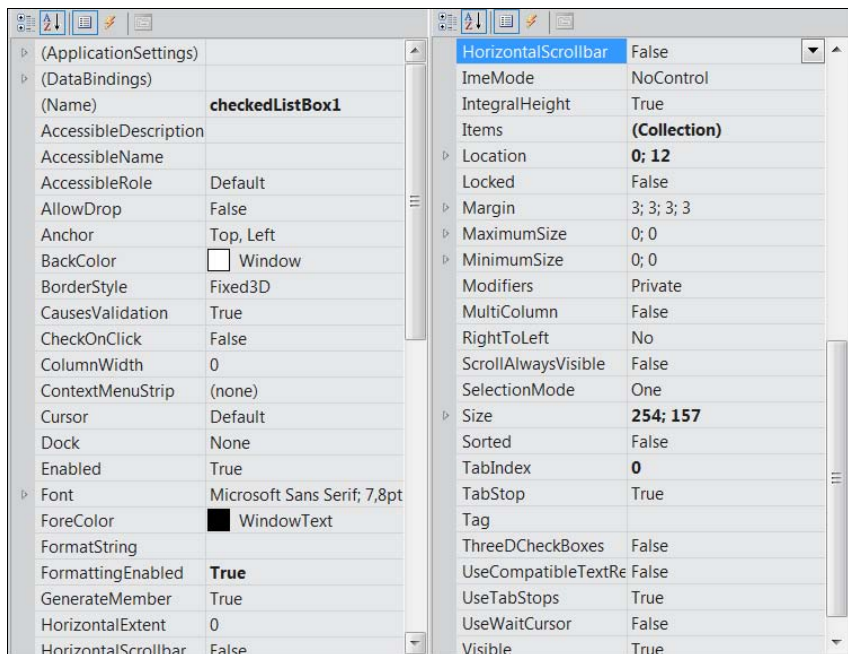 (ApplicationSettings)
(DataBindings)
(Name) checkedListBox1
AccessibleDescription
AccessibleName
AccessibleRole Default
AllowDrop False
Anchor Top, Left
BackColor Window
BorderStyle Fixed3D
CausesValidation True
CheckOnClick False
ColumnWidth 0
ContextMenuStrip (none)
Cursor Default
Dock None
Enabled True
Font Microsoft Sans Serif; 7,8pt
ForeColor WindowText
FormatString
FormattingEnabled True
GenerateMember True
HorizontalExtent 0
HorizontalScrollbar False
HorizontalScrollbar False
ImeMode NoControl
IntegralHeight True
Items (Collection)
Location 0; 12
Locked False
Margin 3; 3; 3; 3
MaximumSize 0; 0
MinimumSize 0; 0
Modifiers Private
MultiColumn False
RightToLeft No
ScrollAlwaysVisible False
SelectionMode One
Size 254; 157
Sorted False
TabIndex 0
TabStop True
Tag
ThreeDCheckBoxes False
UseCompatibleTextRe False
UseTabStops True
UseWaitCursor False
Visible True